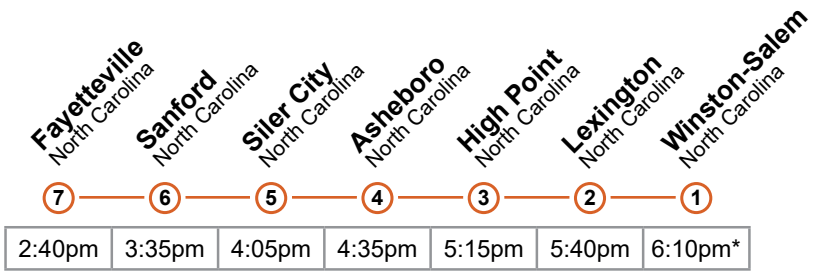 Fayetteville
North Carolina
Sanford
North Carolina
Siler City
North Carolina
Asheboro
North Carolina
High Point
North Carolina
Lexington
North Carolina
Winston-Salem
North Carolina
7 6 5 4 3 2 1
2:40pm 3:35pm 4:05pm 4:35pm 5:15pm 5:40pm 6:10pm*